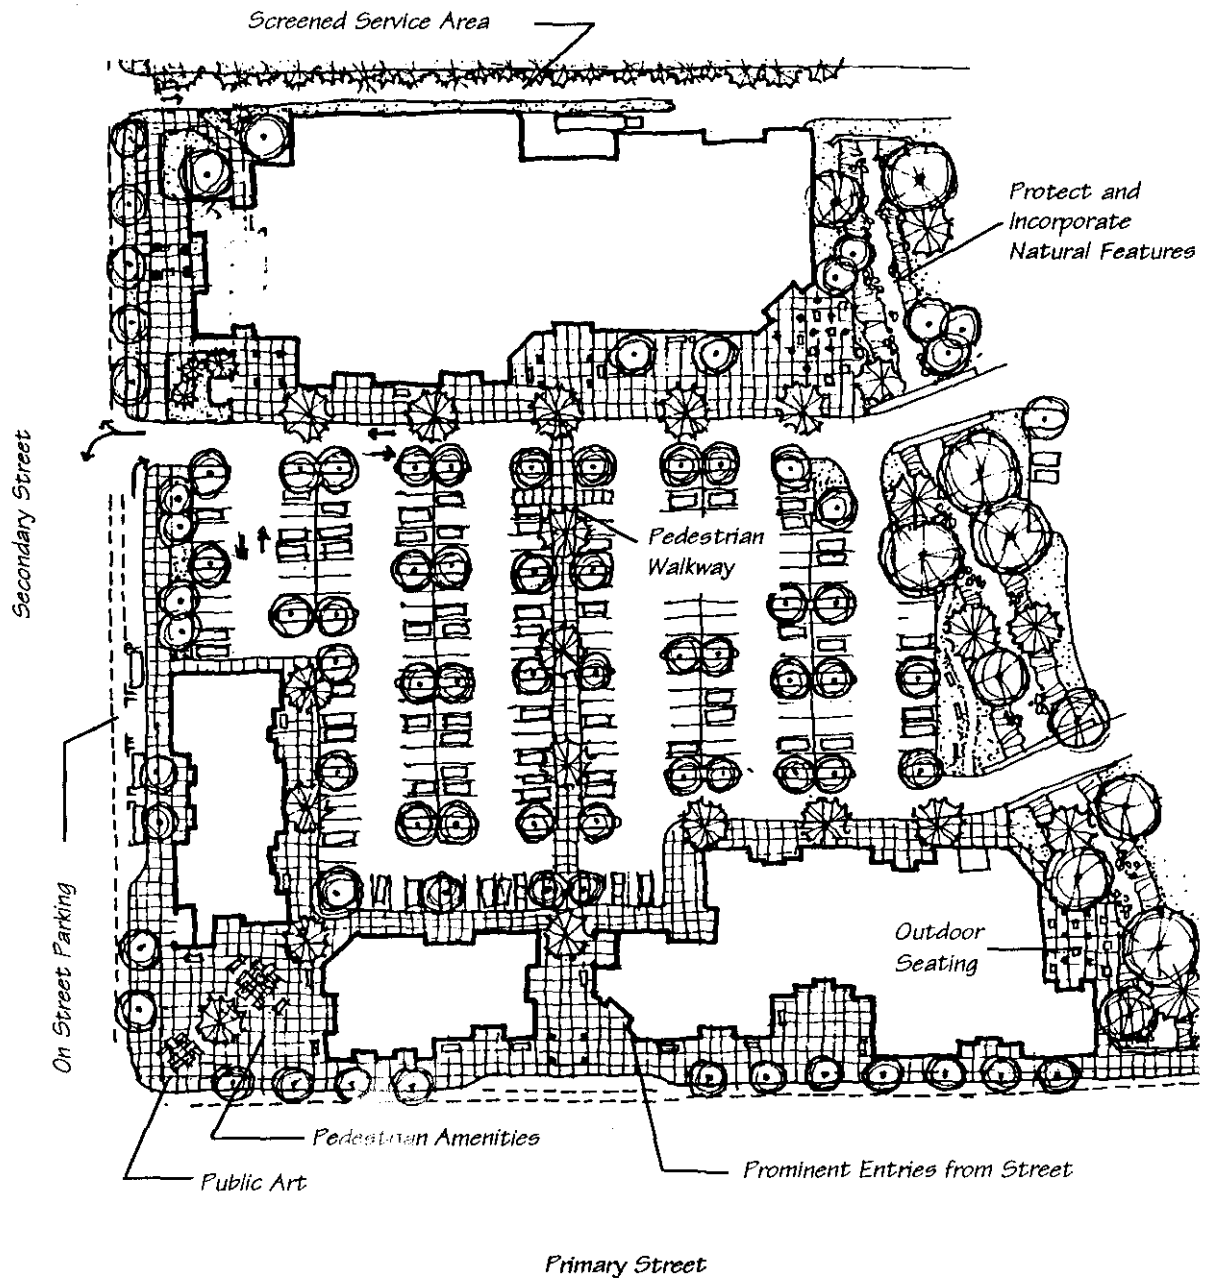 Screened Service Area
Protect and
Incorporate
Natural Features
Secondary Street
Pedestrian
Walkway
On Street Parking
Outdoor
Seating
Pedestrian Amenities
Public Art
Prominent Entries from Street
Primary Street